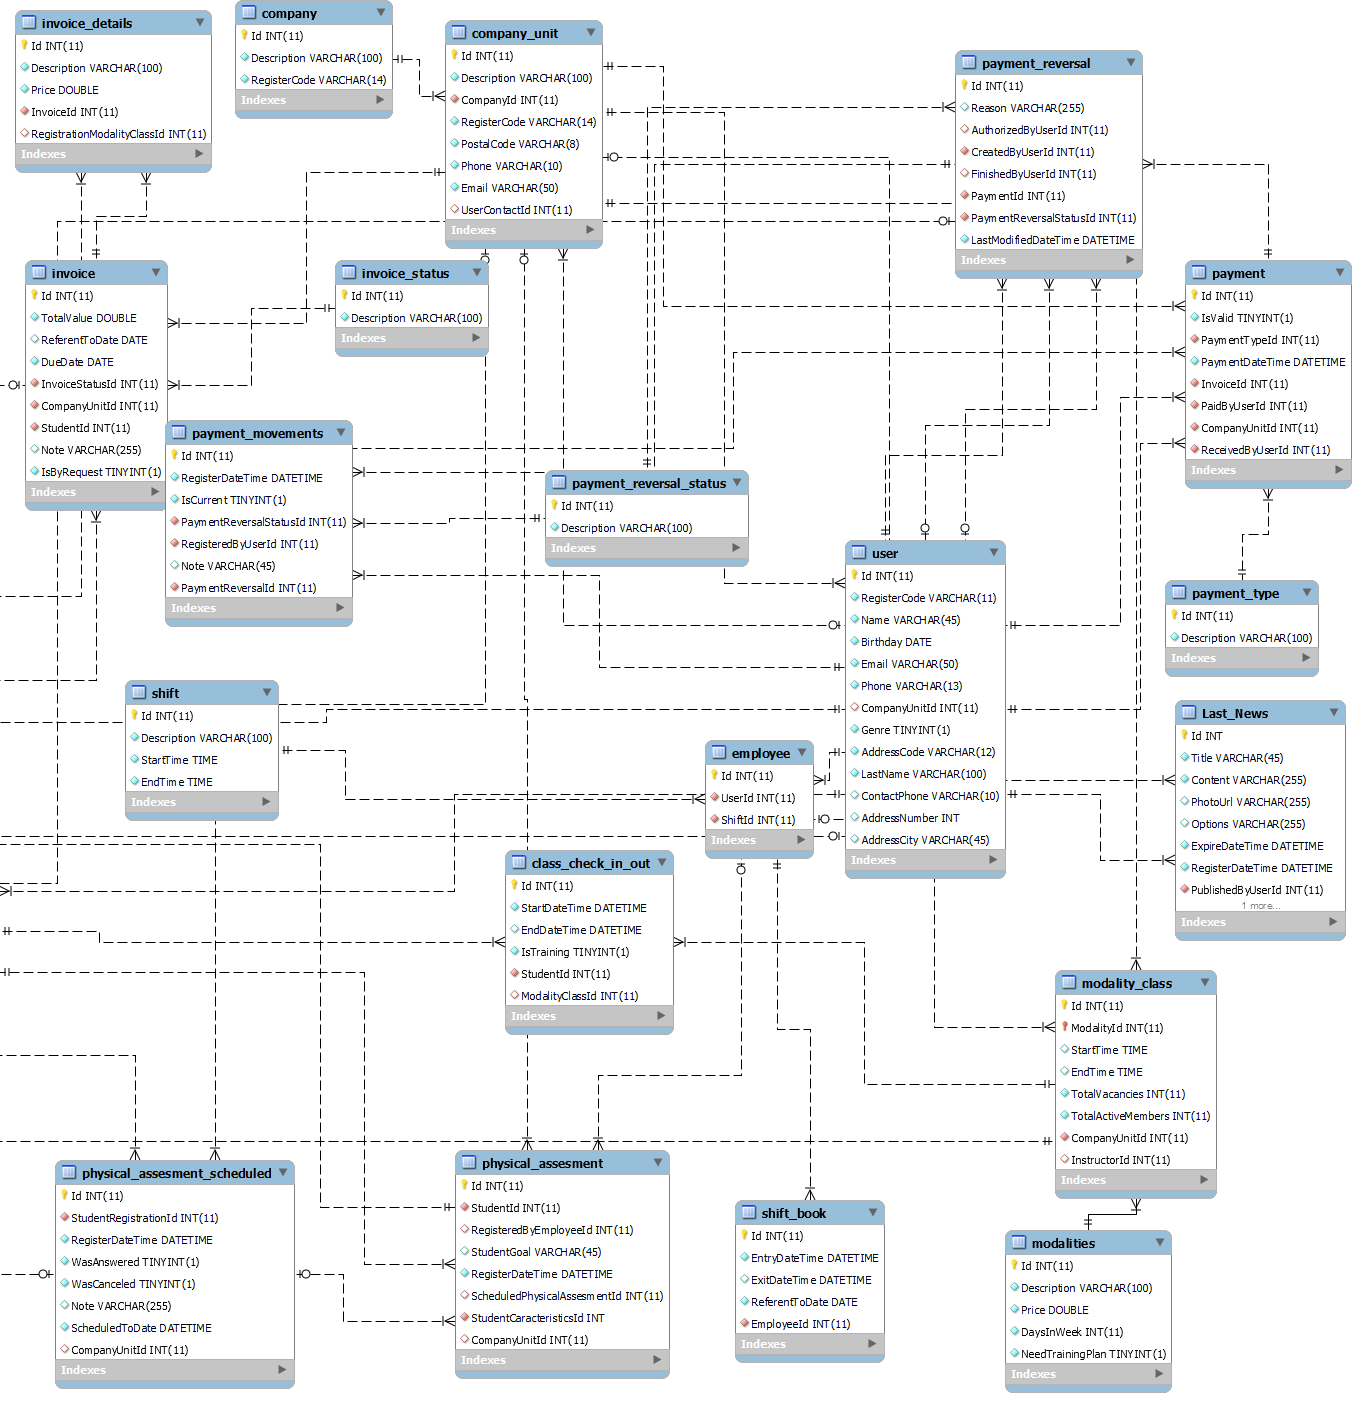 invoice_details
Id INT(11)
Description VARCHAR(100)
Price DOUBLE
InvoiceId INT(11)
RegistrationModalityClassId INT(11)
Indexes
company
Id INT(11)
Description VARCHAR(100)
RegisterCode VARCHAR(14)
Indexes
company_unit
Id INT(11)
Description VARCHAR(100)
CompanyId INT(11)
RegisterCode VARCHAR(14)
PostalCode VARCHAR(8)
Phone VARCHAR(10)
Email VARCHAR(50)
UserContactId INT(11)
Indexes
payment_reversal
Id INT(11)
Reason VARCHAR(255)
AuthorizedByUserId INT(11)
CreatedByUserId INT(11)
FinishedByUserId INT(11)
PaymentId INT(11)
PaymentReversalStatusId INT(11)
LastModifiedDateTime DATETIME
Indexes
invoice
Id INT(11)
TotalValue DOUBLE
ReferentToDate DATE
DueDate DATE
InvoiceStatusId INT(11)
CompanyUnitId INT(11)
StudentId INT(11)
Note VARCHAR(255)
IsByRequest TINYINT(1)
Indexes
invoice_status
Id INT(11)
Description VARCHAR(100)
Indexes
payment
Id INT(11)
IsValid TINYINT(1)
PaymentTypeId INT(11)
PaymentDateTime DATETIME
InvoiceId INT(11)
PaidByUserId INT(11)
CompanyUnitId INT(11)
ReceivedByUserId INT(11)
Indexes
payment_movements
Id INT(11)
RegisterDateTime DATETIME
IsCurrent TINYINT(1)
PaymentReversalStatusId INT(11)
RegisteredByUserId INT(11)
Note VARCHAR(45)
PaymentReversalId INT(11)
Indexes
payment_reversal_status
Id INT(11)
Description VARCHAR(100)
Indexes
user
Id INT(11)
RegisterCode VARCHAR(11)
Name VARCHAR(45)
Birthday DATE
Email VARCHAR(50)
Phone VARCHAR(13)
CompanyUnitId INT(11)
Genre TINYINT(1)
AddressCode VARCHAR(12)
LastName VARCHAR(100)
ContactPhone VARCHAR(10)
AddressNumber INT
AddressCity VARCHAR(45)
Indexes
payment_type
Id INT(11)
Description VARCHAR(100)
Indexes
shift
Id INT(11)
Description VARCHAR(100)
StartTime TIME
EndTime TIME
Indexes
Last_News
Id INT
Title VARCHAR(45)
Content VARCHAR(255)
PhotoUrl VARCHAR(255)
Options VARCHAR(255)
ExpireDateTime DATETIME
RegisterDateTime DATETIME
PublishedByUserId INT(11)
1 more...
Indexes
employee
Id INT(11)
UserId INT(11)
ShiftId INT(11)
Indexes
class_check_in_out
Id INT(11)
StartDateTime DATETIME
EndDateTime DATETIME
IsTraining TINYINT(1)
StudentId INT(11)
ModalityClassId INT(11)
Indexes
modality_class
Id INT(11)
ModalityId INT(11)
StartTime TIME
EndTime TIME
TotalVacancies INT(11)
TotalActiveMembers INT(11)
CompanyUnitId INT(11)
InstructorId INT(11)
Indexes
physical_assesment_scheduled
Id INT(11)
StudentRegistrationId INT(11)
RegisterDateTime DATETIME
WasAnswered TINYINT(1)
WasCanceled TINYINT(1)
Note VARCHAR(255)
ScheduledToDate DATETIME
CompanyUnitId INT(11)
Indexes
physical_assesment
Id INT(11)
StudentId INT(11)
RegisteredByEmployeeId INT(11)
StudentGoal VARCHAR(45)
RegisterDateTime DATETIME
ScheduledPhysicalAssesmentId INT(11)
StudentCaracteristicsId INT
CompanyUnitId INT(11)
Indexes
shift_book
Id INT(11)
EntryDateTime DATETIME
ExitDateTime DATETIME
ReferentToDate DATE
EmployeeId INT(11)
Indexes
modalities
Id INT(11)
Description VARCHAR(100)
Price DOUBLE
DaysInWeek INT(11)
NeedTrainingPlan TINYINT(1)
Indexes